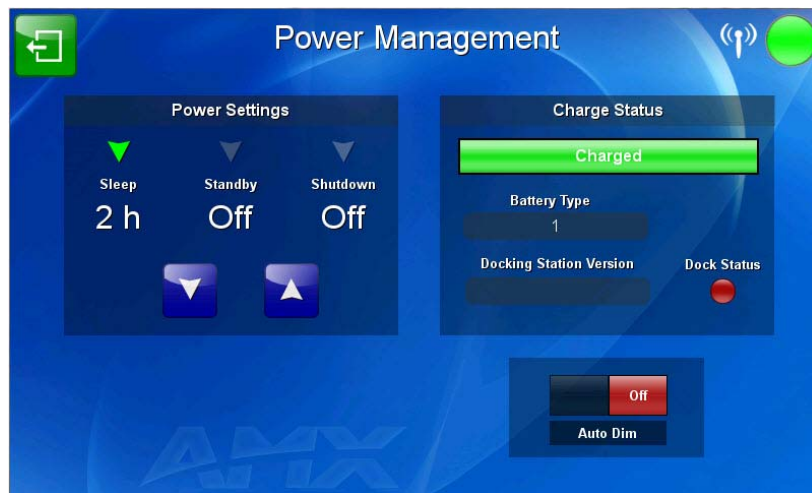 Power Management
Power Settings
Sleep Standby Shutdown
2 h Off Off
Charge Status
Charged
Battery Type
1
Docking Station Version Dock Status
Off
Auto Dim
AMX